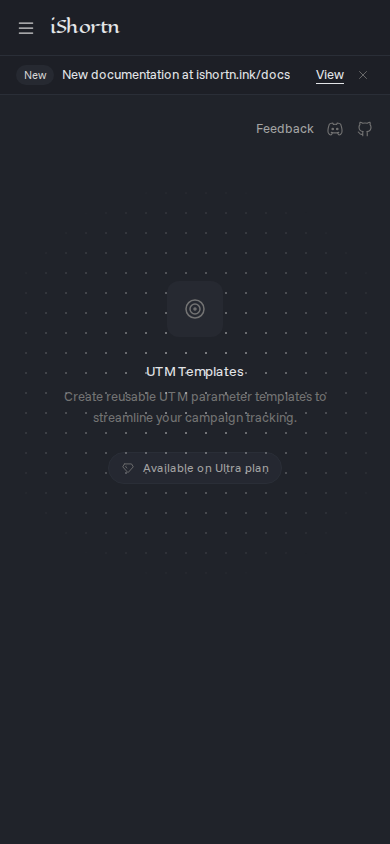 iShortn
New New documentation at ishortn.ink/docs View
Feedback
UTM Templates
Create reusable UTM parameter templates to
streamline your campaign tracking.
Available on Ultra plan